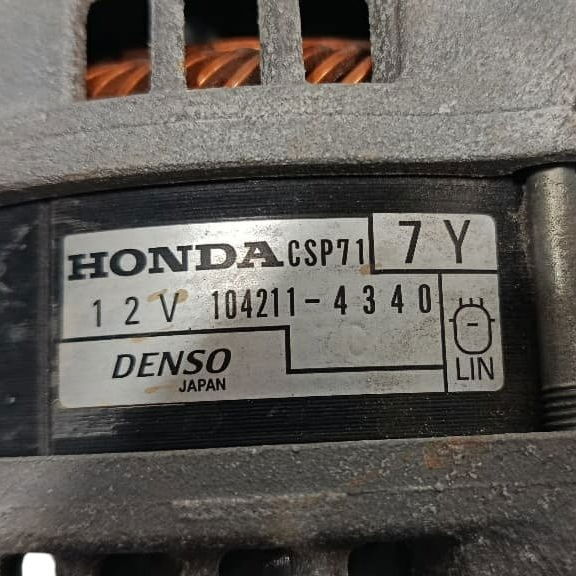 HONDA CSP71 7Y
12V 104211-4340
DENSO
JAPAN
LIN